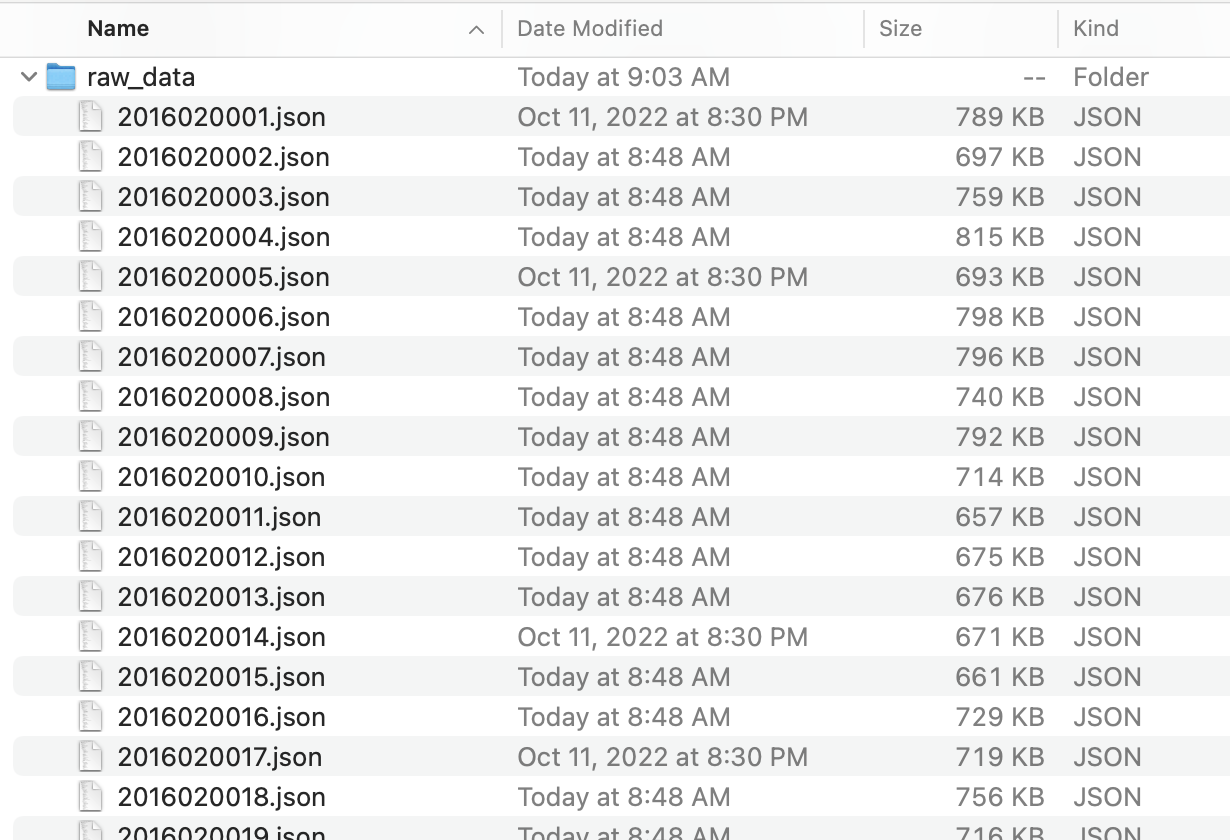 Name Date Modified Size Kind
raw_data Today at 9:03 AM -- Folder
2016020001.json Oct 11, 2022 at 8:30 PM 789 KB JSON
2016020002.json Today at 8:48 AM 697 KB JSON
2016020003.json Today at 8:48 AM 759 KB JSON
2016020004.json Today at 8:48 AM 815 KB JSON
2016020005.json Oct 11, 2022 at 8:30 PM 693 KB JSON
2016020006.json Today at 8:48 AM 798 KB JSON
2016020007.json Today at 8:48 AM 796 KB JSON
2016020008.json Today at 8:48 AM 740 KB JSON
2016020009.json Today at 8:48 AM 792 KB JSON
2016020010.json Today at 8:48 AM 714 KB JSON
2016020011.json Today at 8:48 AM 657 KB JSON
2016020012.json Today at 8:48 AM 675 KB JSON
2016020013.json Today at 8:48 AM 676 KB JSON
2016020014.json Oct 11, 2022 at 8:30 PM 671 KB JSON
2016020015.json Today at 8:48 AM 661 KB JSON
2016020016.json Today at 8:48 AM 729 KB JSON
2016020017.json Oct 11, 2022 at 8:30 PM 719 KB JSON
2016020018.json Today at 8:48 AM 756 KB JSON
2016020019.json Today at 8:48 AM 716 KB JSON